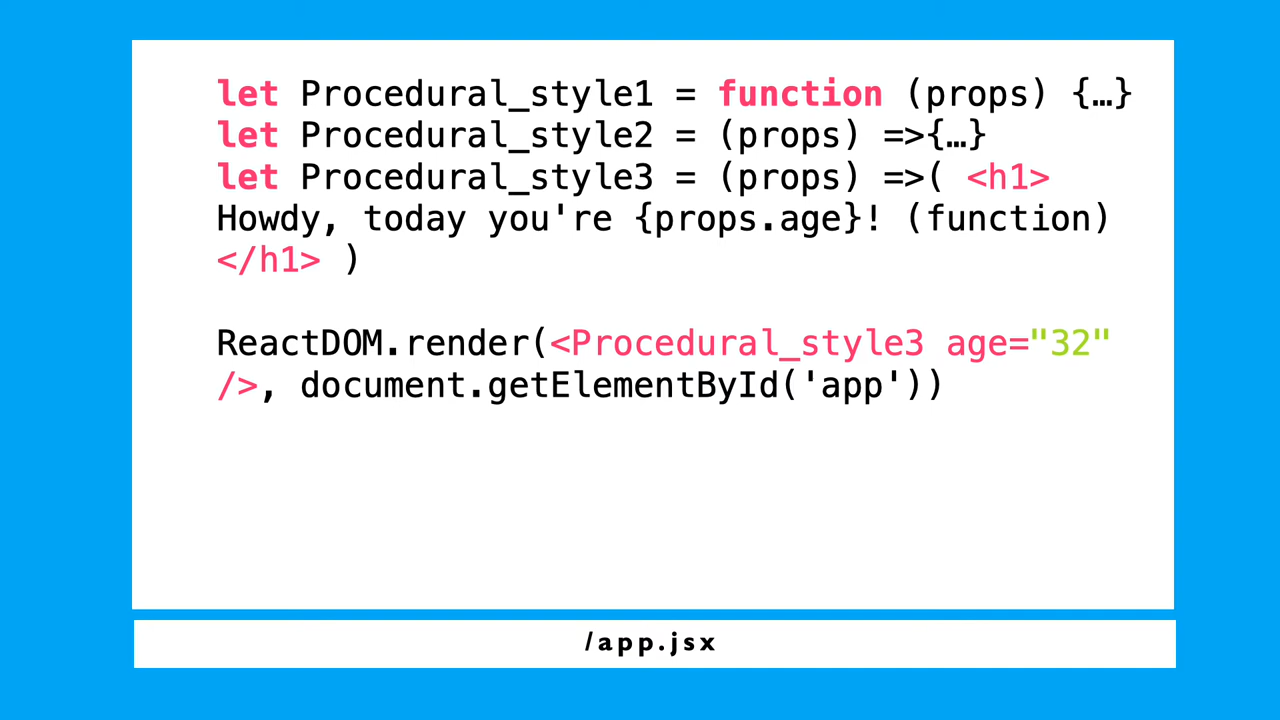 let Procedural_style1 = function (props) {…}
let Procedural_style2 = (props) =>{…}
let Procedural_style3 = (props) =>( <h1>
Howdy, today you're {props.age}! (function)
</h1> )
ReactDOM.render(<Procedural_style3 age="32"
/>, document.getElementById('app'))
/app.jsx